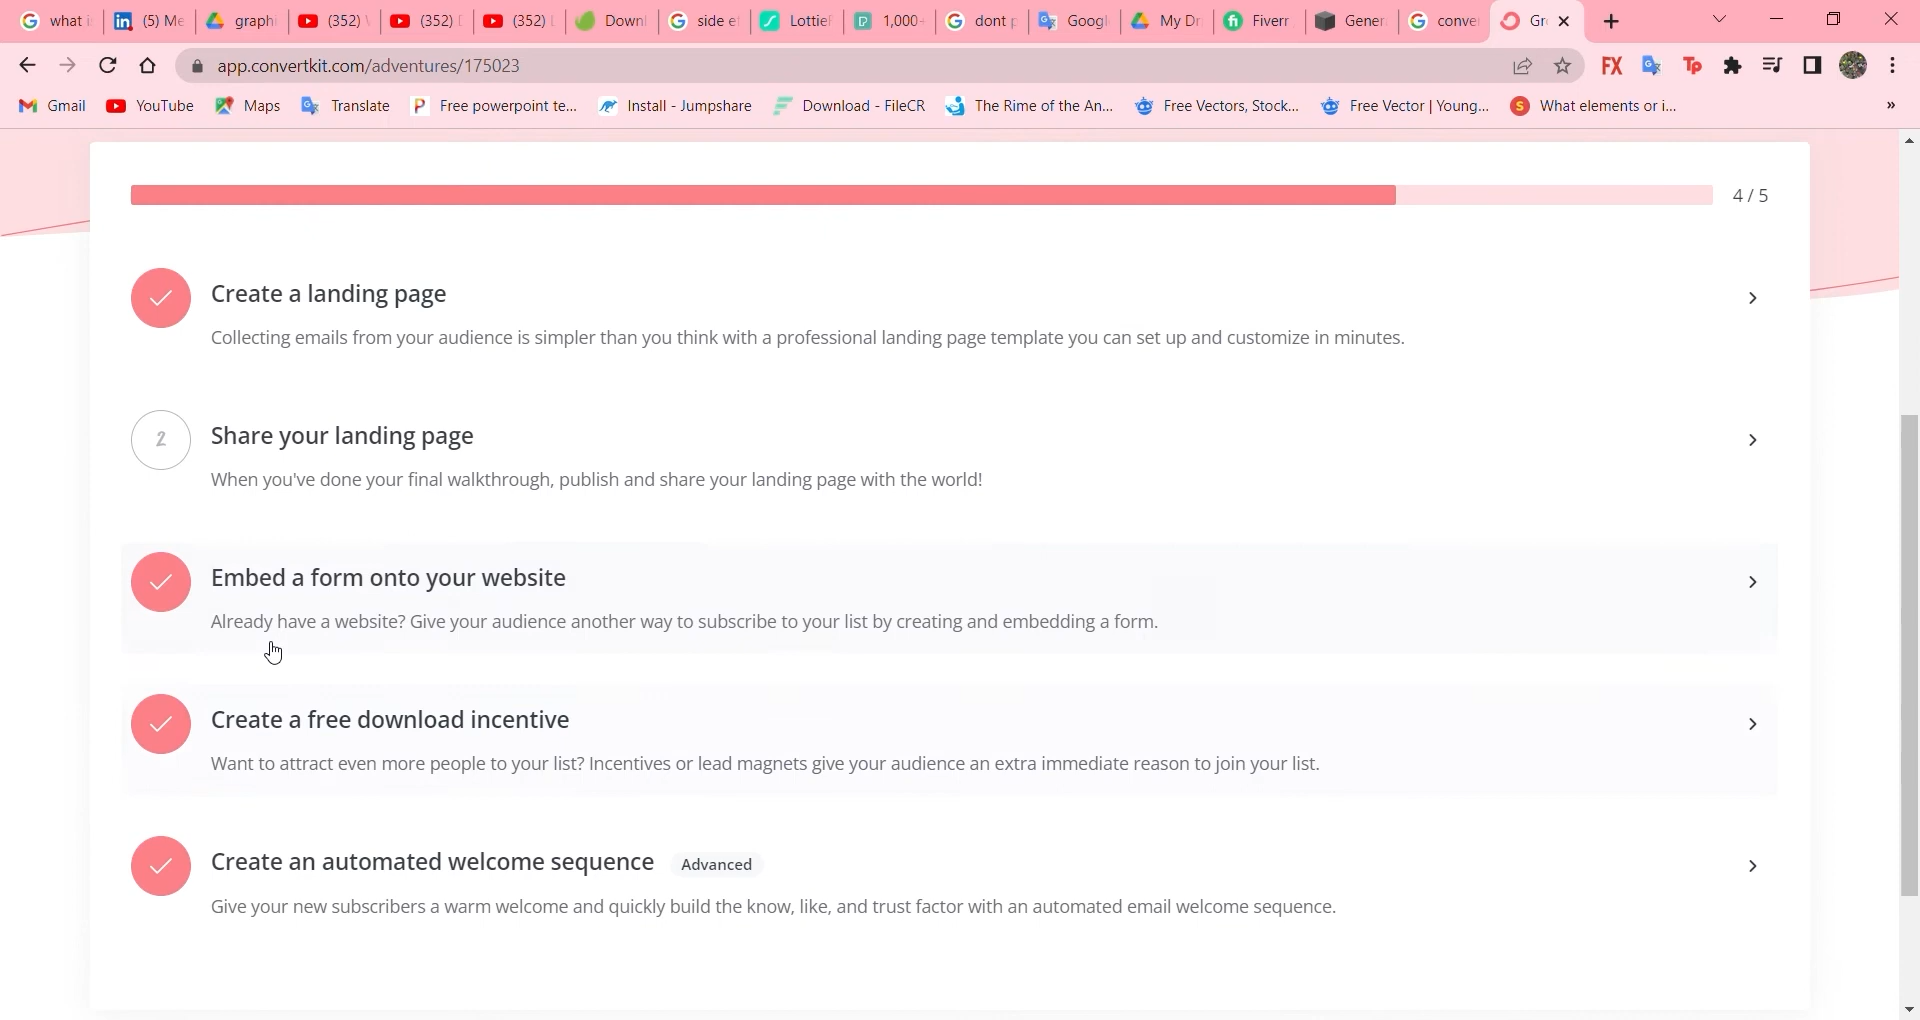 what i (5) Me graphi (352) \ (352) [ (352) L Downl side e Lottief 1,000- dont p Googl My Dr Fiverr Gener conve Gr
app.convertkit.com/adventures/175023
Gmail YouTube Maps Translate Free powerpoint te... Install - Jumpshare Download - FileCR The Rime of the An... Free Vectors, Stock... Free Vector | Young... What elements or i... »
4 / 5
Create a landing page
Collecting emails from your audience is simpler than you think with a professional landing page template you can set up and customize in minutes.
2 Share your landing page
When you've done your final walkthrough, publish and share your landing page with the world!
Embed a form onto your website
Already have a website? Give your audience another way to subscribe to your list by creating and embedding a form.
Create a free download incentive
Want to attract even more people to your list? Incentives or lead magnets give your audience an extra immediate reason to join your list.
Create an automated welcome sequence Advanced
Give your new subscribers a warm welcome and quickly build the know, like, and trust factor with an automated email welcome sequence.